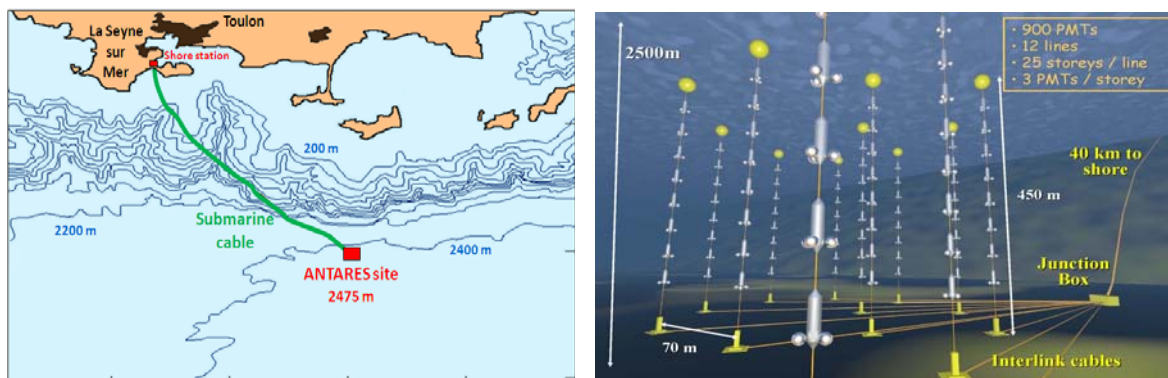 Toulon
La Seyne
sur
Mer
Shore station
200 m
Submarine
cable
2200 m
2400 m
ANTARES site
2475 m
2500m
• 900 PMTs
• 12 lines
• 25 storeys / line
• 3 PMTs / storey
40 km to
shore
450 m
Junction
Box
70 m
Interlink cables